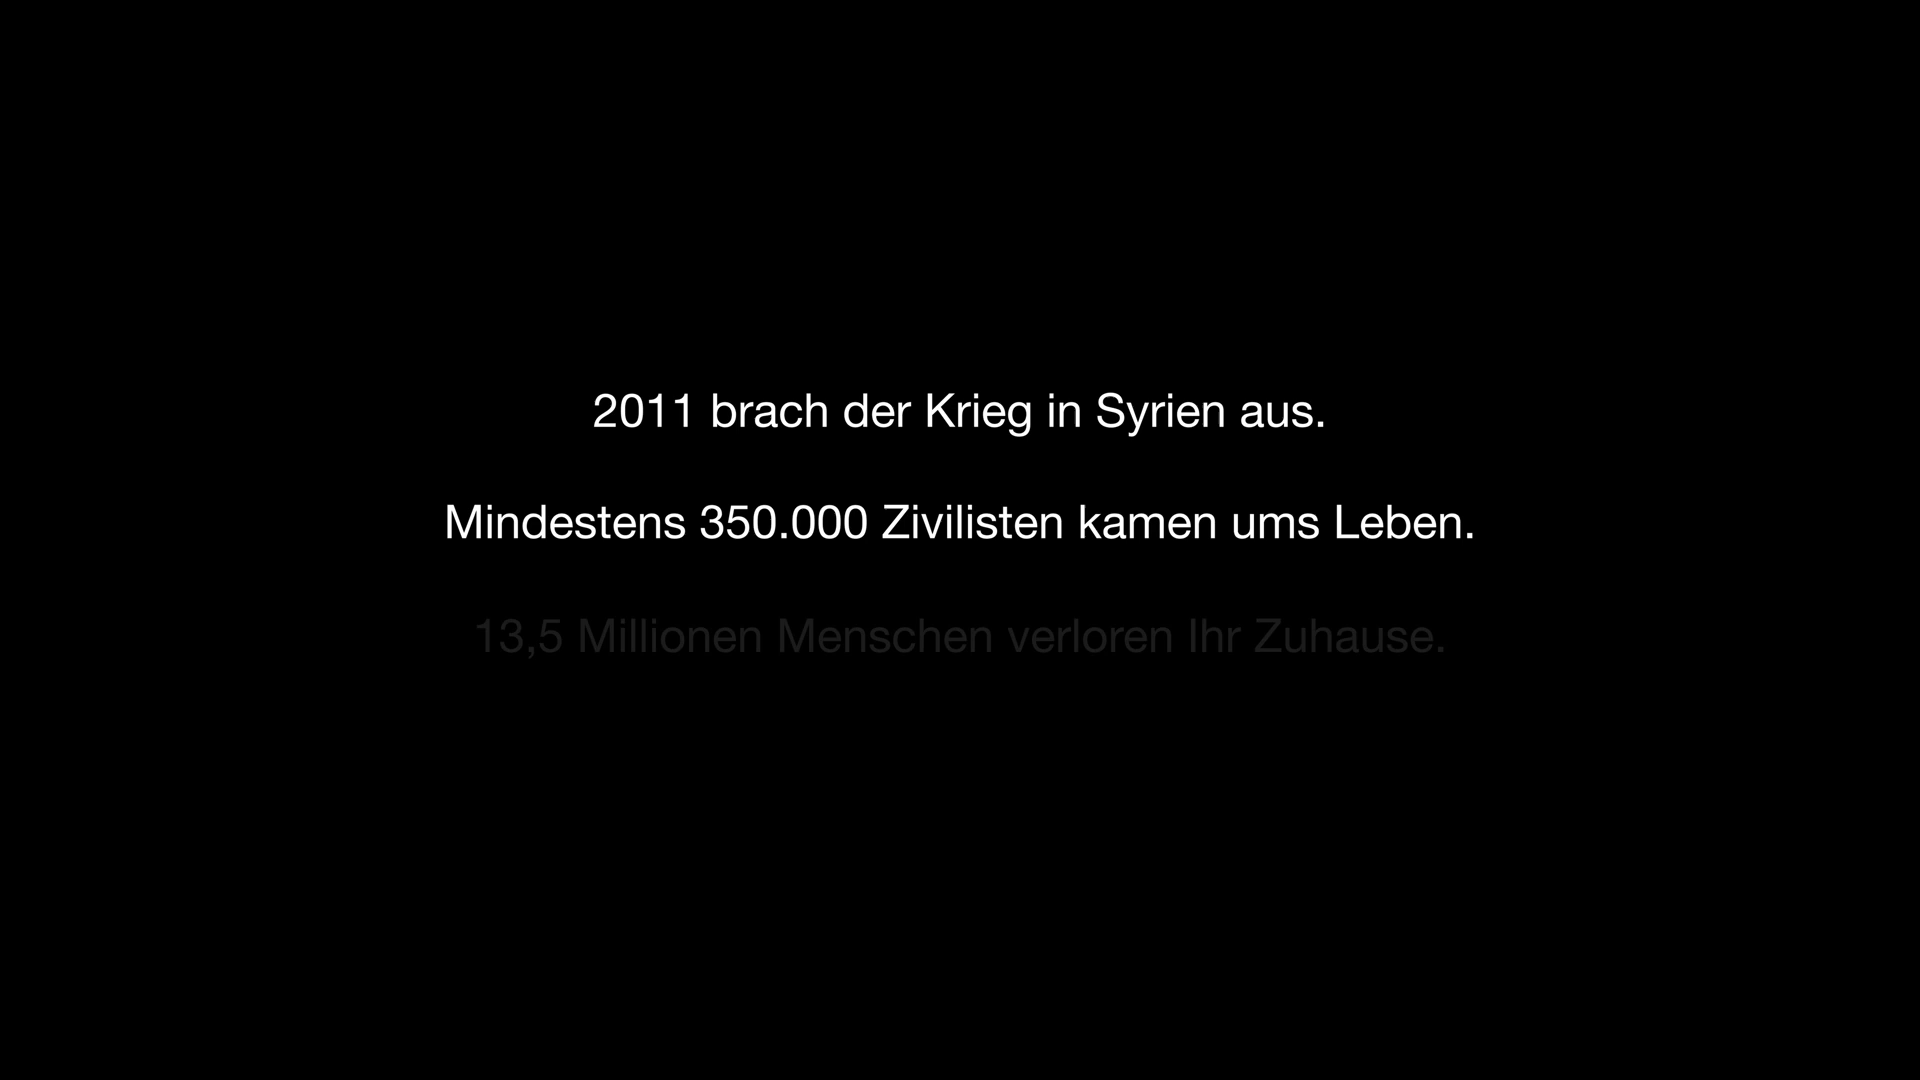 2011 brach der Krieg in Syrien aus.
Mindestens 350.000 Zivilisten kamen ums Leben.
13,5 Millionen Menschen verloren Ihr Zuhause.